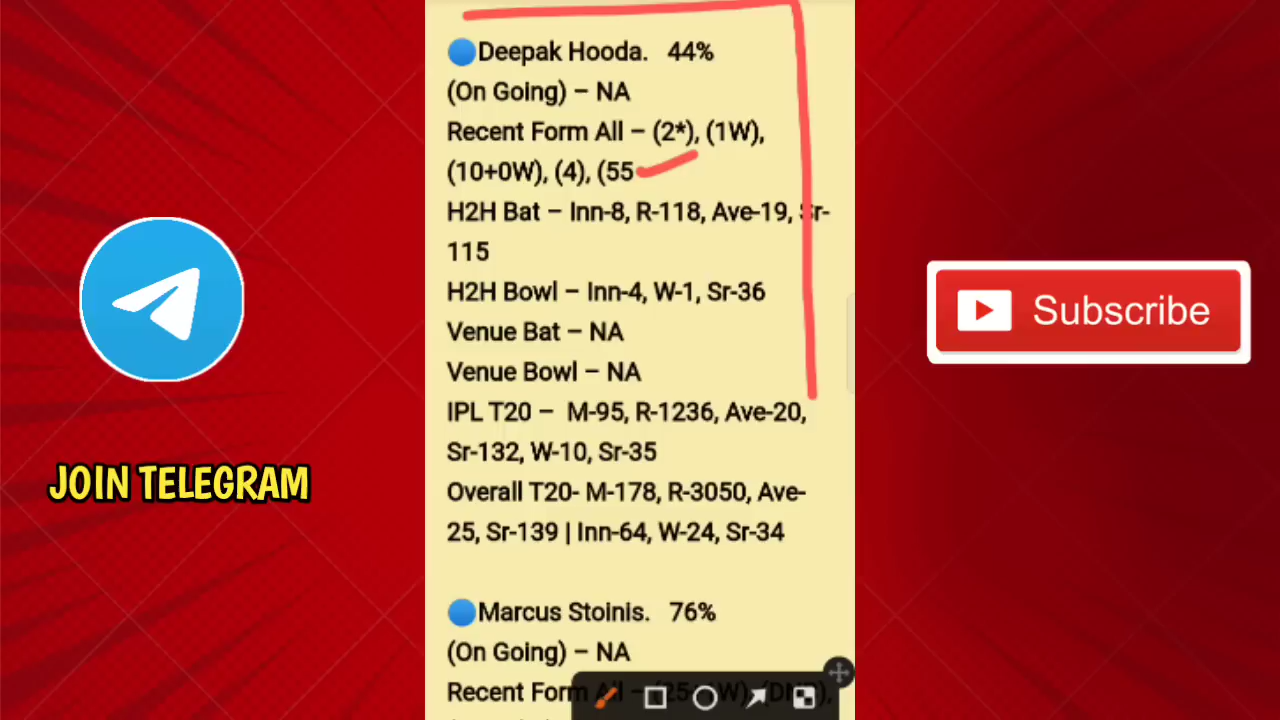 Deepak Hooda. 44%
(On Going) – NA
Recent Form All – (2*), (1W),
(10+0W), (4), (55
H2H Bat – Inn-8, R-118, Ave-19, Sr-
115
H2H Bowl – Inn-4, W-1, Sr-36
Venue Bat – NA
Venue Bowl – NA
IPL T20 – M-95, R-1236, Ave-20,
Sr-132, W-10, Sr-35
Overall T20- M-178, R-3050, Ave-
25, Sr-139 | Inn-64, W-24, Sr-34
Marcus Stoinis. 76%
(On Going) – NA
Recent Form All –
JOIN TELEGRAM
Subscribe